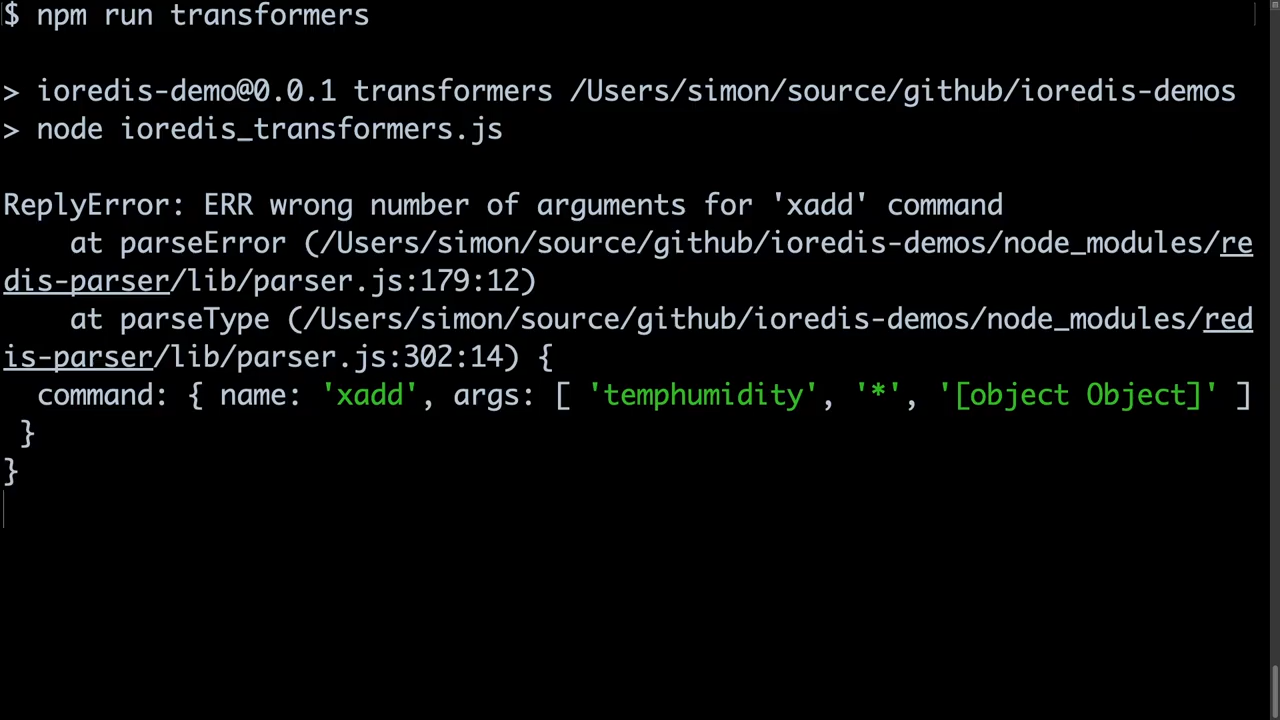 $ npm run transformers
> ioredis-demo@0.0.1 transformers /Users/simon/source/github/ioredis-demos
> node ioredis_transformers.js
ReplyError: ERR wrong number of arguments for 'xadd' command
    at parseError (/Users/simon/source/github/ioredis-demos/node_modules/re
dis-parser/lib/parser.js:179:12)
    at parseType (/Users/simon/source/github/ioredis-demos/node_modules/red
is-parser/lib/parser.js:302:14) {
  command: { name: 'xadd', args: [ 'temphumidity', '*', '[object Object]' ]
 }
}